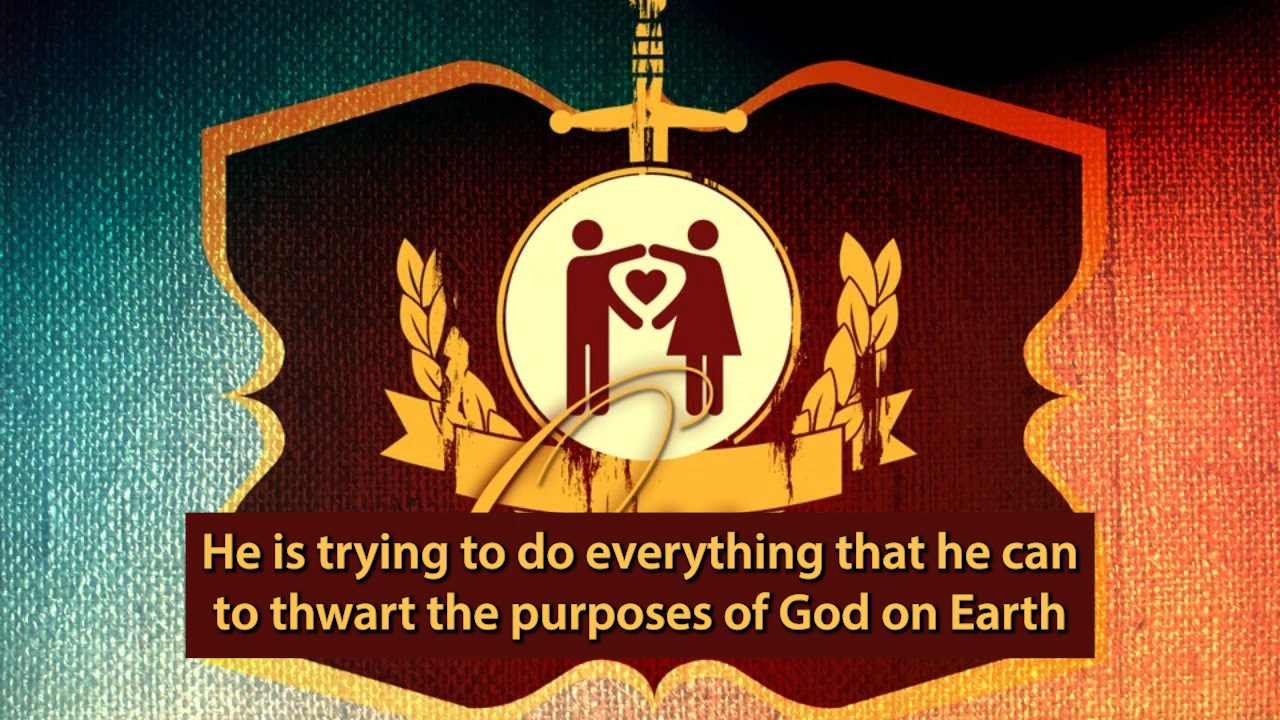 He is trying to do everything that he can
to thwart the purposes of God on Earth